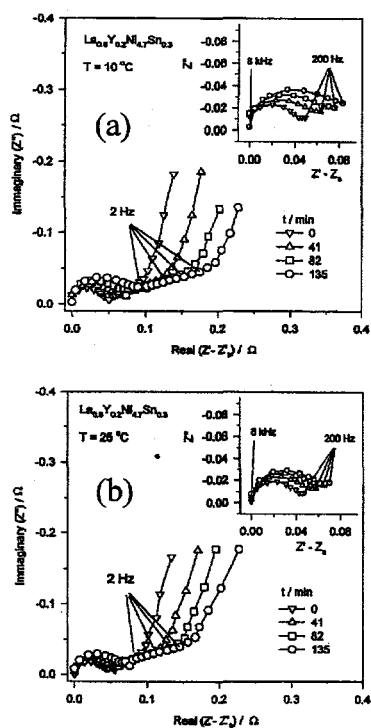 La0.8Y0.2Ni4.7Sn0.3
T = 10 °C
(a)
Immaginary (Z") / Ω
-0.4
-0.3
-0.2
-0.1
0.0
0.0 0.1 0.2 0.3 0.4
Real (Z'- Z's) / Ω
2 Hz
t / min
0
41
82
135
-0.08
-0.06
-0.04
-0.02
0.00
8 kHz
200 Hz
0.00 0.04 0.08
Z' - Zs
La0.8Y0.2Ni4.7Sn0.3
T = 25 °C
(b)
Immaginary (Z") / Ω
-0.4
-0.3
-0.2
-0.1
0.0
0.0 0.1 0.2 0.3 0.4
Real (Z'- Z's) / Ω
2 Hz
t / min
0
41
82
135
-0.08
-0.06
-0.04
-0.02
0.00
8 kHz
200 Hz
0.00 0.04 0.08
Z' - Zs